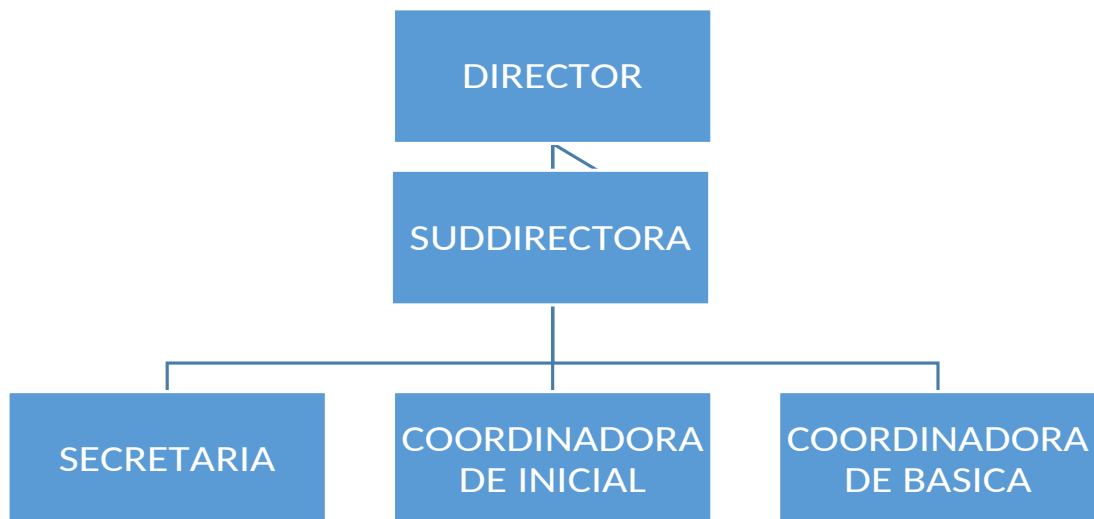 DIRECTOR
SUDDIRECTORA
SECRETARIA
COORDINADORA
DE INICIAL
COORDINADORA
DE BASICA